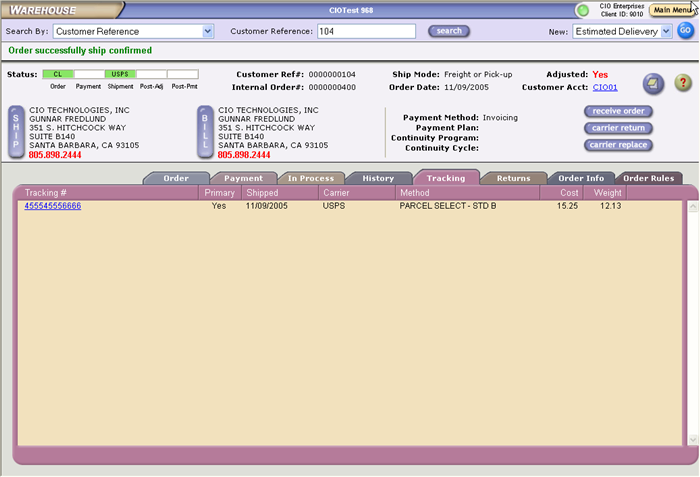 WAREHOUSE
CIOTest 968
CIO Enterprises
Client ID: 9010
Main Menu
Search By: Customer Reference
Customer Reference: 104
search
New: Estimated Delievery
GO
Order successfully ship confirmed
Status: CL USPS
Order Payment Shipment Post-Adj Post-Pmt
Customer Ref#: 0000000104
Internal Order#: 0000000400
Ship Mode: Freight or Pick-up
Order Date: 11/09/2005
Adjusted: Yes
Customer Acct: CIO01
?
SHIP
CIO TECHNOLOGIES, INC
GUNNAR FREDLUND
351 S. HITCHCOCK WAY
SUITE B140
SANTA BARBARA, CA 93105
805.898.2444
BILL
CIO TECHNOLOGIES, INC
GUNNAR FREDLUND
351 S. HITCHCOCK WAY
SUITE B140
SANTA BARBARA, CA 93105
805.898.2444
Payment Method: Invoicing
Payment Plan:
Continuity Program:
Continuity Cycle:
receive order
carrier return
carrier replace
Order Payment In Process History Tracking Returns Order Info Order Rules
Tracking # Primary Shipped Carrier Method Cost Weight
455545556666 Yes 11/09/2005 USPS PARCEL SELECT - STD B 15.25 12.13